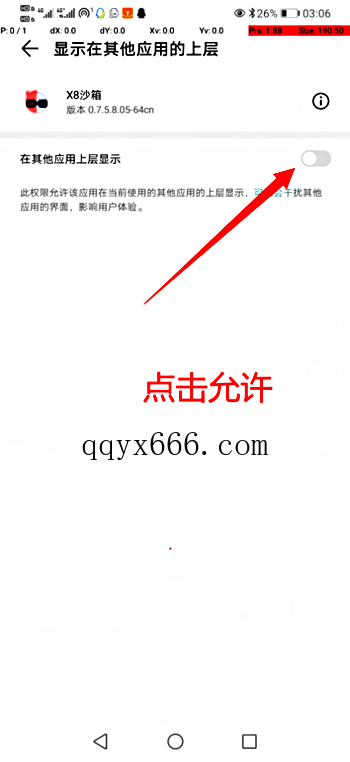 26% 03:06
P: 0 / 1 dX: 0.0 dY: 0.0 Xv: 0.0 Yv: 0.0 Prs: 1.88 Size: 190.50
显示在其他应用的上层
X8沙箱
版本 0.7.5.8.05-64cn
在其他应用上层显示
此权限允许该应用在当前使用的其他应用的上层显示，可能会干扰其他
应用的界面，影响用户体验。
点击允许
qqyx666.com